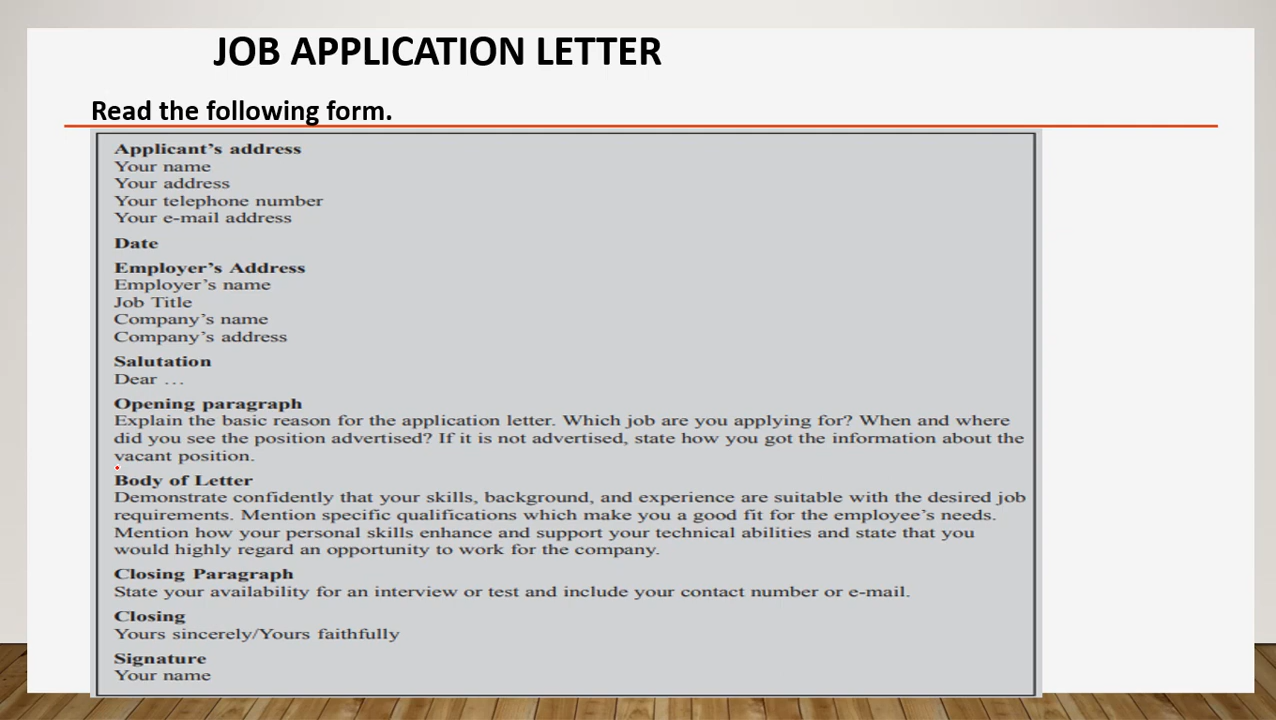 JOB APPLICATION LETTER
Read the following form.
Applicant's address
Your name
Your address
Your telephone number
Your e-mail address
Date
Employer's Address
Employer's name
Job Title
Company's name
Company's address
Salutation
Dear …
Opening paragraph
Explain the basic reason for the application letter. Which job are you applying for? When and where
did you see the position advertised? If it is not advertised, state how you got the information about the
vacant position.
Body of Letter
Demonstrate confidently that your skills, background, and experience are suitable with the desired job
requirements. Mention specific qualifications which make you a good fit for the employee's needs.
Mention how your personal skills enhance and support your technical abilities and state that you
would highly regard an opportunity to work for the company.
Closing Paragraph
State your availability for an interview or test and include your contact number or e-mail.
Closing
Yours sincerely/Yours faithfully
Signature
Your name